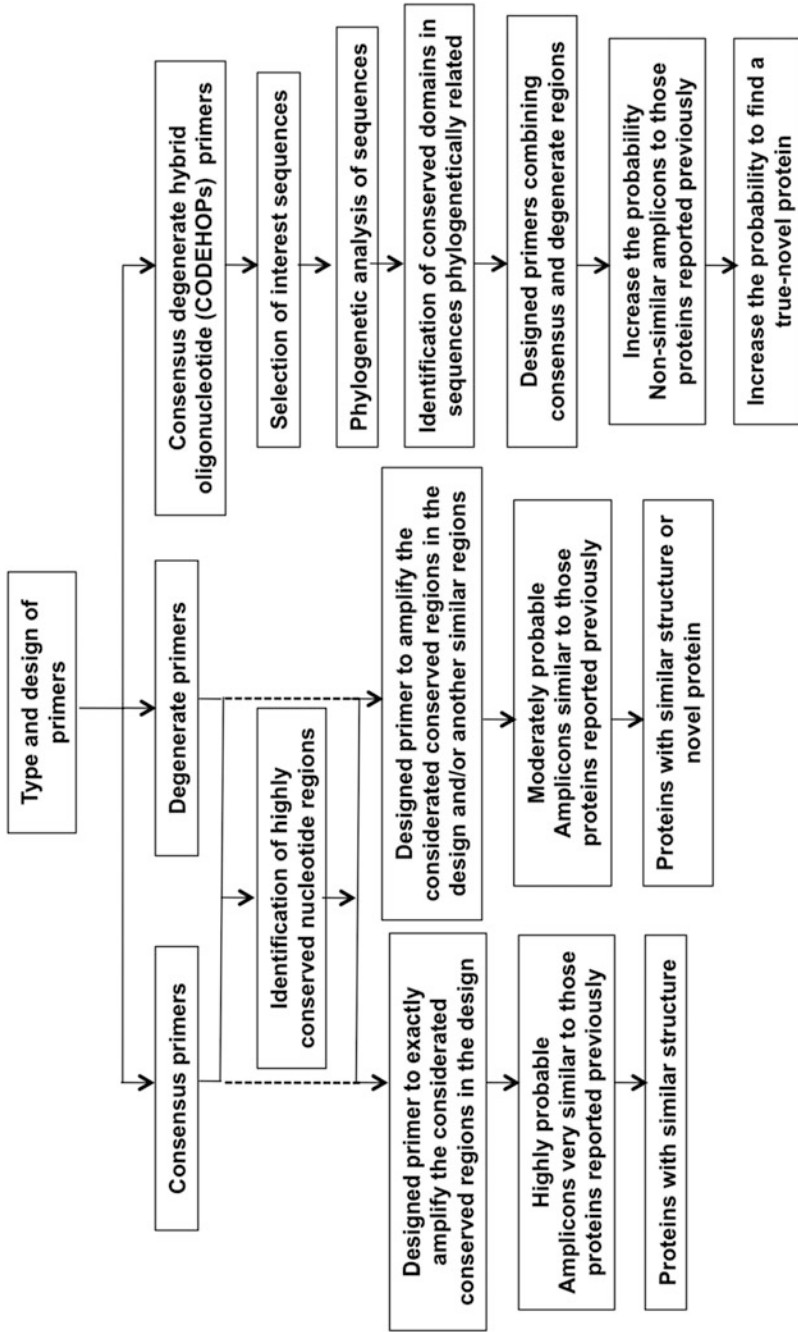 Type and design of
primers
Consensus primers
Degenerate primers
Consensus degenerate hybrid
oligonucleotide (CODEHOPs) primers
Identification of highly
conserved nucleotide regions
Designed primer to exactly
amplify the considerated
conserved regions in the design
Highly probable
Amplicons very similar to those
proteins reported previously
Proteins with similar structure
Designed primer to amplify the
considerated conserved regions in the
design and/or another similar regions
Moderately probable
Amplicons similar to those
proteins reported previously
Proteins with similar structure or
novel protein
Selection of interest sequences
Phylogenetic analysis of sequences
Identification of conserved domains in
sequences phylogenetically related
Designed primers combining
consensus and degenerate regions
Increase the probability
Non-similar amplicons to those
proteins reported previously
Increase the probability to find a
true-novel protein